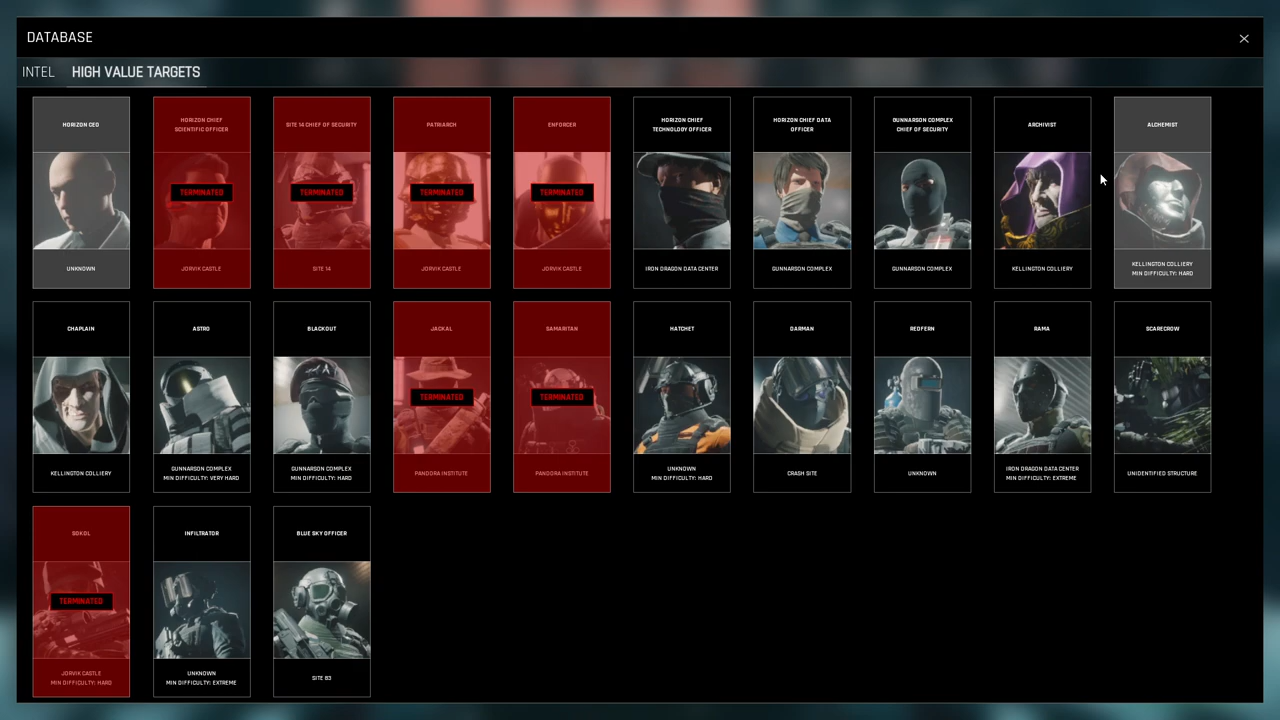 DATABASE
INTEL
HIGH VALUE TARGETS
HORIZON CEO
UNKNOWN
HORIZON CHIEF
SCIENTIFIC OFFICER
TERMINATED
JORVIK CASTLE
SITE 14 CHIEF OF SECURITY
TERMINATED
SITE 14
PATRIARCH
TERMINATED
JORVIK CASTLE
ENFORCER
TERMINATED
JORVIK CASTLE
HORIZON CHIEF
TECHNOLOGY OFFICER
IRON DRAGON DATA CENTER
HORIZON CHIEF DATA
OFFICER
GUNNARSON COMPLEX
GUNNARSON COMPLEX
CHIEF OF SECURITY
GUNNARSON COMPLEX
ARCHIVIST
KELLINGTON COLLIERY
ALCHEMIST
KELLINGTON COLLIERY
MIN DIFFICULTY: HARD
CHAPLAIN
KELLINGTON COLLIERY
ASTRO
GUNNARSON COMPLEX
MIN DIFFICULTY: VERY HARD
BLACKOUT
GUNNARSON COMPLEX
MIN DIFFICULTY: HARD
JACKAL
TERMINATED
PANDORA INSTITUTE
SAMARITAN
TERMINATED
PANDORA INSTITUTE
HATCHET
UNKNOWN
MIN DIFFICULTY: HARD
DARMAN
CRASH SITE
REDFERN
UNKNOWN
RAMA
IRON DRAGON DATA CENTER
MIN DIFFICULTY: EXTREME
SCARECROW
UNIDENTIFIED STRUCTURE
SOKOL
TERMINATED
JORVIK CASTLE
MIN DIFFICULTY: HARD
INFILTRATOR
UNKNOWN
MIN DIFFICULTY: EXTREME
BLUE SKY OFFICER
SITE 83